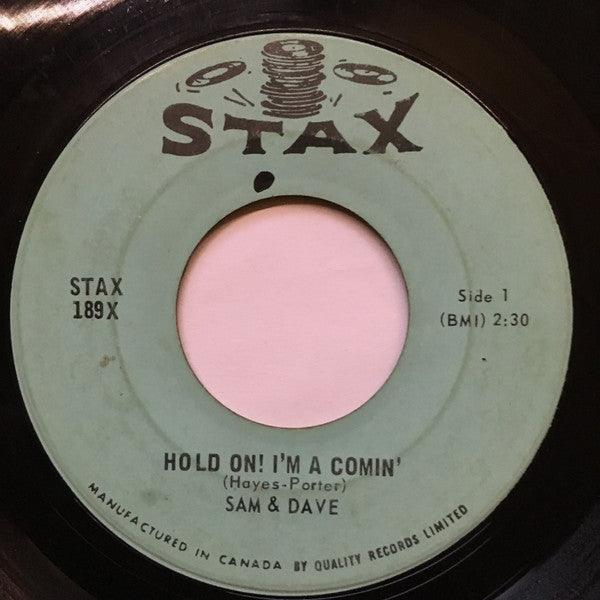 STAX
STAX
189X
Side 1
(BMI) 2:30
HOLD ON! I'M A COMIN'
(Hayes-Porter)
SAM & DAVE
MANUFACTURED IN CANADA BY QUALITY RECORDS LIMITED